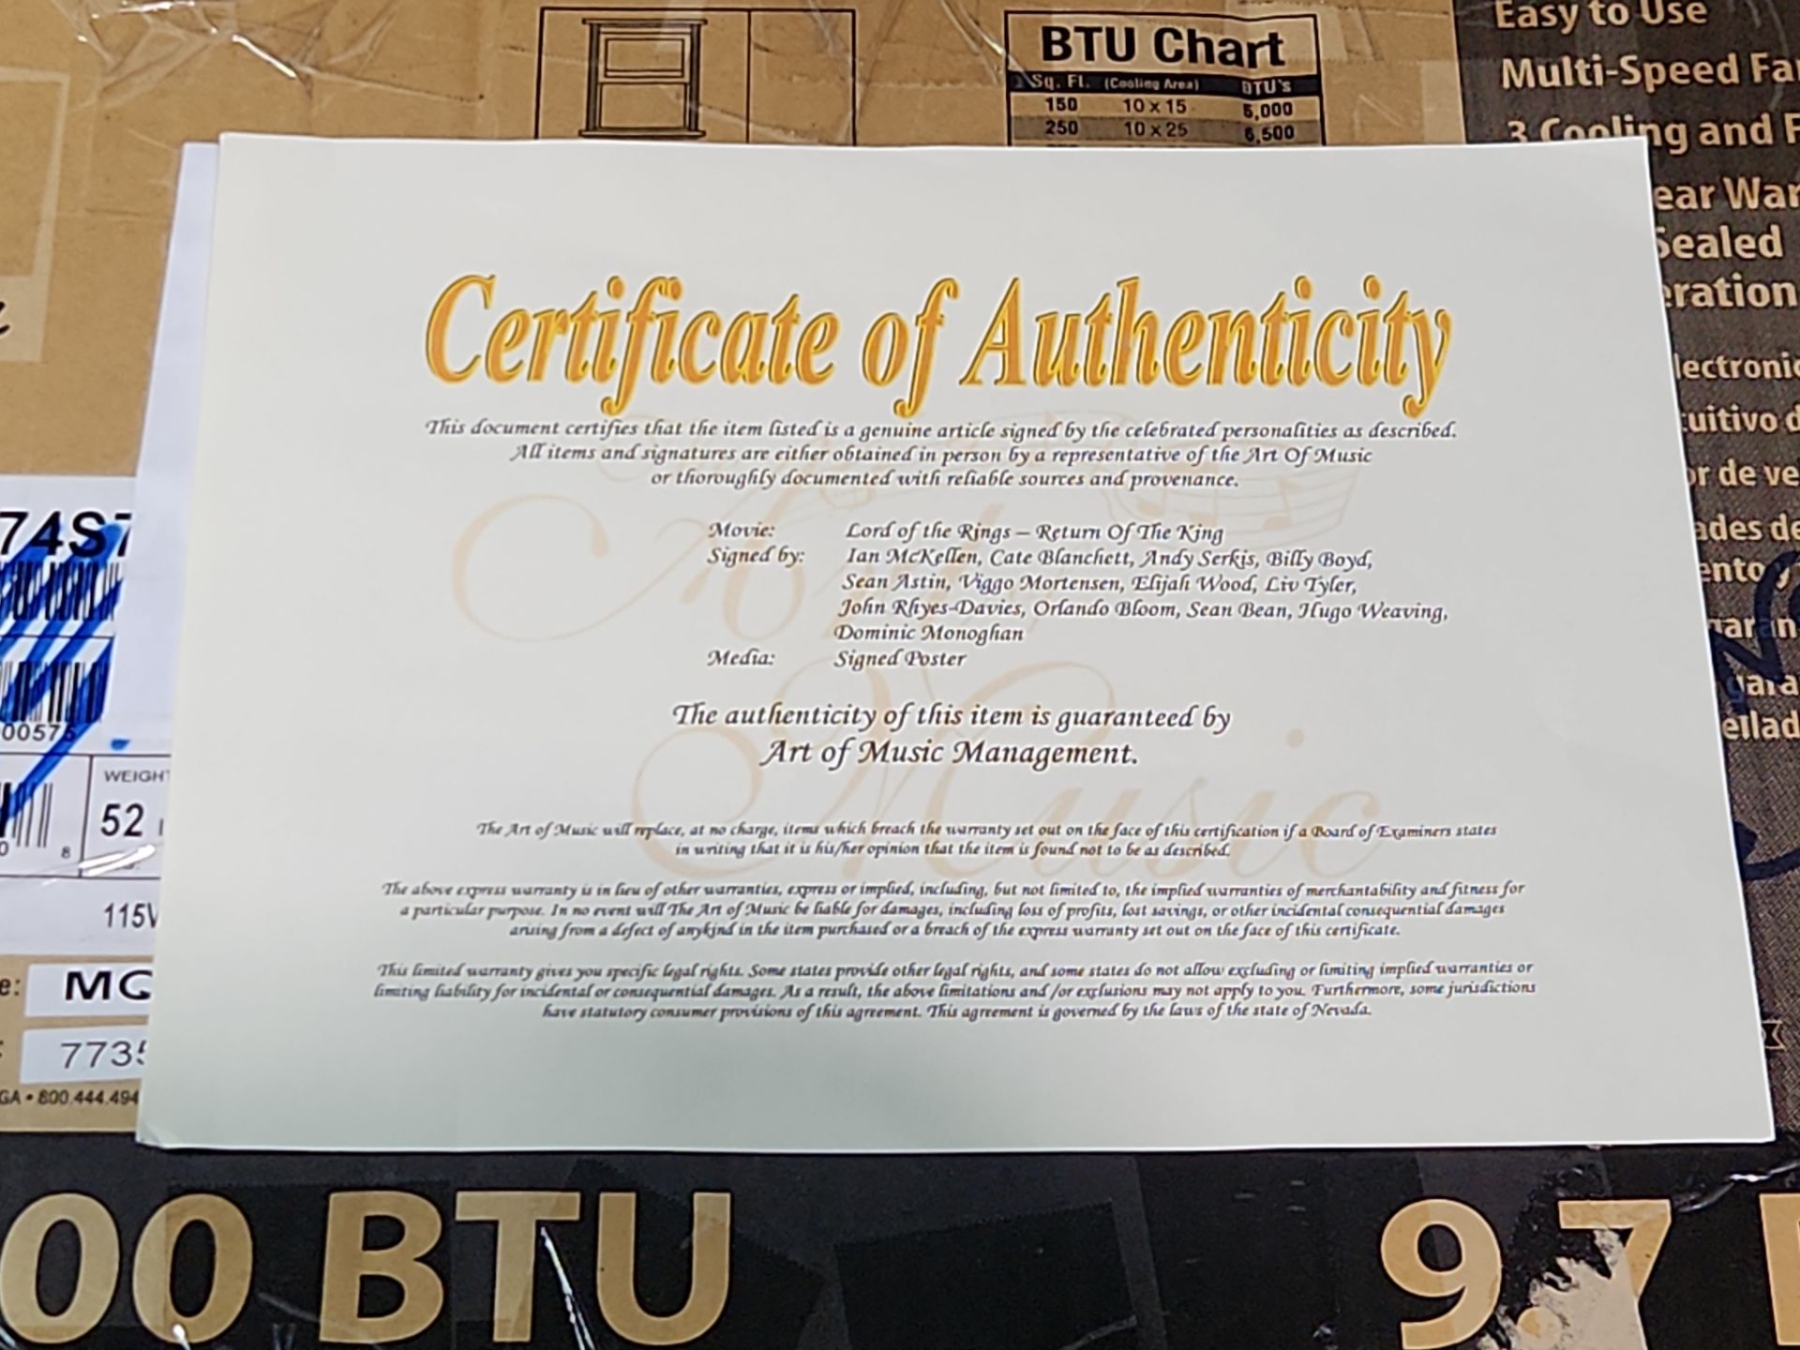 Easy to Use
BTU Chart
Multi-Speed
Sq. Ft. (Cooling Area) BTU's
150 10 x 15 5,000
250 10 x 25 6,500
3 Cooling and
Sealed
Certificate of Authenticity
This document certifies that the item listed is a genuine article signed by the celebrated personalities as described.
All items and signatures are either obtained in person by a representative of the Art Of Music
or thoroughly documented with reliable sources and provenance.
Movie: Lord of the Rings – Return Of The King
Signed by: Ian McKellen, Cate Blanchett, Andy Serkis, Billy Boyd,
Sean Astin, Viggo Mortensen, Elijah Wood, Liv Tyler,
John Rhyes-Davies, Orlando Bloom, Sean Bean, Hugo Weaving,
Dominic Monoghan
Media: Signed Poster
The authenticity of this item is guaranteed by
Art of Music Management.
The Art of Music will replace, at no charge, items which breach the warranty set out on the face of this certification if a Board of Examiners states
in writing that it is his/her opinion that the item is found not to be as described.
The above express warranty is in lieu of other warranties, express or implied, including, but not limited to, the implied warranties of merchantability and fitness for
a particular purpose. In no event will The Art of Music be liable for damages, including loss of profits, lost savings, or other incidental consequential damages
arising from a defect of anykind in the item purchased or a breach of the express warranty set out on the face of this certificate.
This limited warranty gives you specific legal rights. Some states provide other legal rights, and some states do not allow excluding or limiting implied warranties or
limiting liability for incidental or consequential damages. As a result, the above limitations and /or exclusions may not apply to you. Furthermore, some jurisdictions
have statutory consumer provisions of this agreement. This agreement is governed by the laws of the state of Nevada.
Art of Music
74S7
00575
WEIGHT
52
8
115V
MC
7735
GA • 800.444.494
00 BTU
9.7